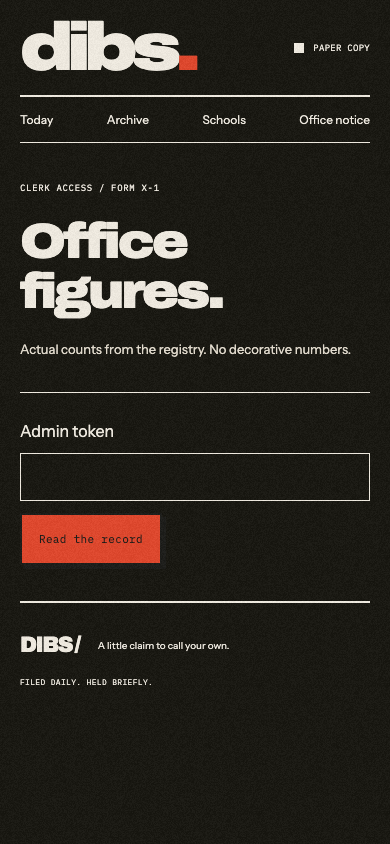 dibs.
PAPER COPY
Today Archive Schools Office notice
CLERK ACCESS / FORM X-1
Office
figures.
Actual counts from the registry. No decorative numbers.
Admin token
Read the record
DIBS/ A little claim to call your own.
FILED DAILY. HELD BRIEFLY.